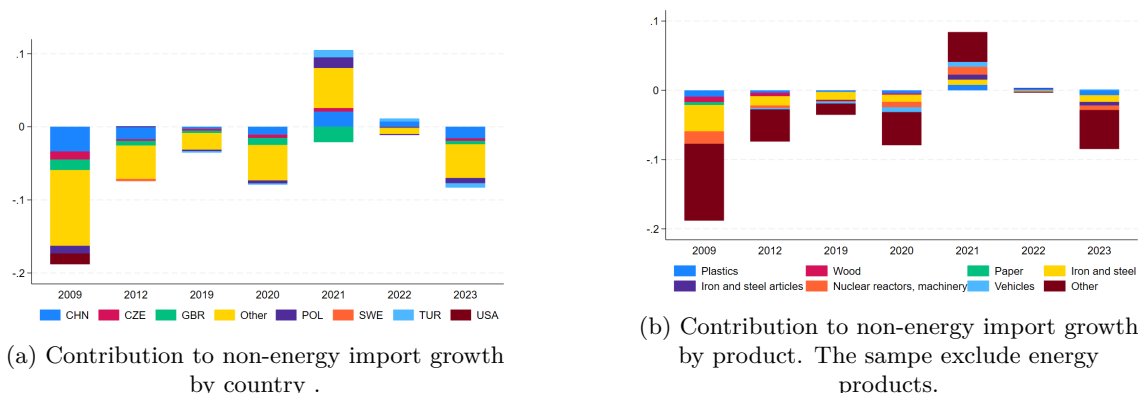 .1
0
-.1
-.2
2009 2012 2019 2020 2021 2022 2023
CHN CZE GBR Other POL SWE TUR USA
(a) Contribution to non-energy import growth
by country .
.1
0
-.1
-.2
2009 2012 2019 2020 2021 2022 2023
Plastics Wood Paper Iron and steel
Iron and steel articles Nuclear reactors, machinery Vehicles Other
(b) Contribution to non-energy import growth
by product. The sampe exclude energy
products.